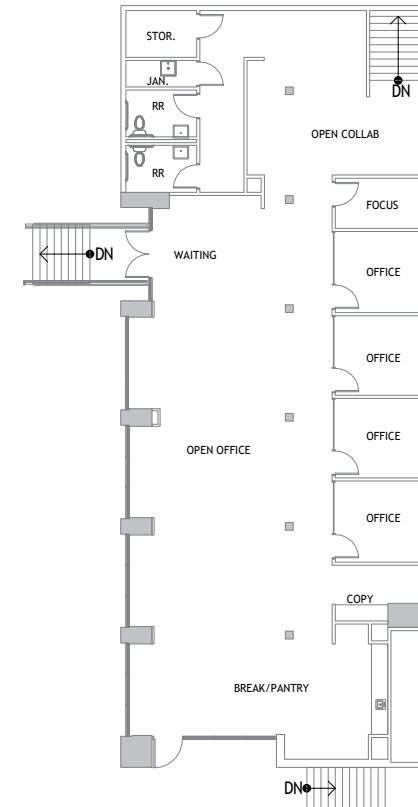 STOR.
JAN.
DN
RR
OPEN COLLAB
RR
FOCUS
DN
WAITING
OFFICE
OFFICE
OFFICE
OPEN OFFICE
OFFICE
COPY
BREAK/PANTRY
DN